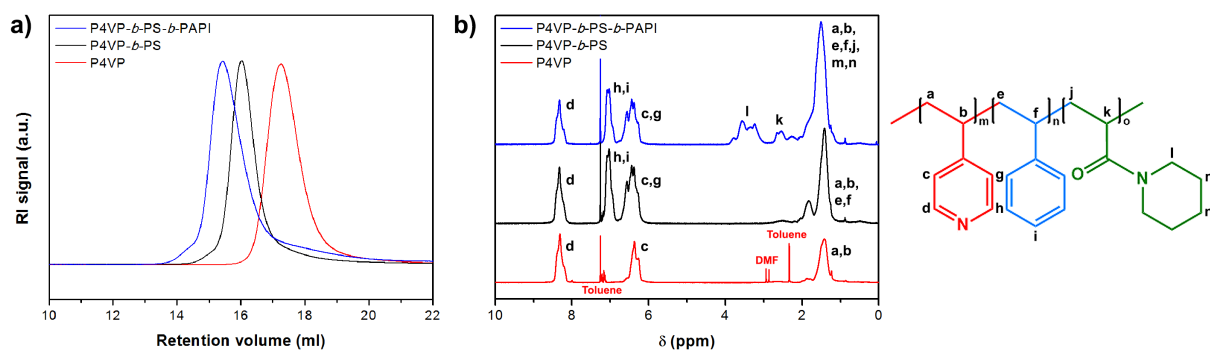 a)
P4VP-b-PS-b-PAPI
P4VP-b-PS
P4VP
RI signal (a.u.)
10 12 14 16 18 20 22
Retention volume (ml)
b)
P4VP-b-PS-b-PAPI
P4VP-b-PS
P4VP
a,b,
e,f,j,
m,n
d
h,i
c,g
l
k
d
h,i
c,g
a,b,
e,f
d
Toluene
c
DMF
Toluene
a,b
10 8 6 4 2 0
δ (ppm)
a e j
b f k
m n o
c g O N l
d h
N i